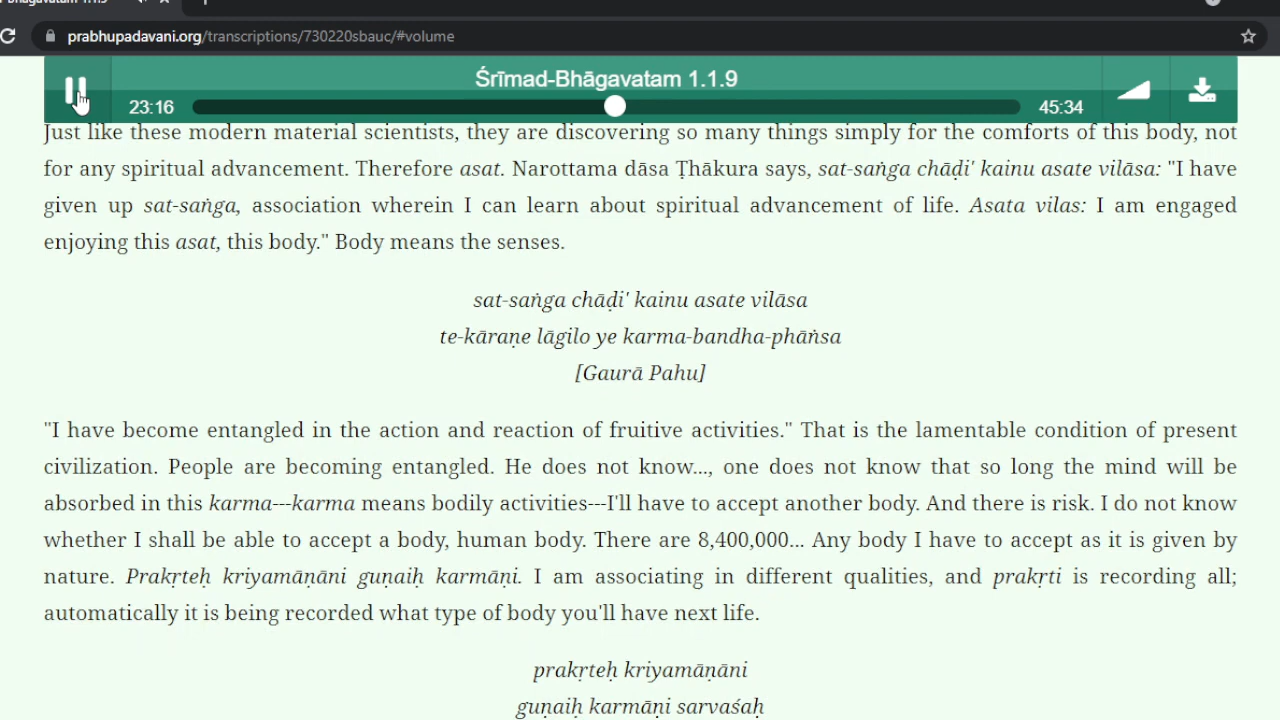 prabhupadavani.org/transcriptions/730220sbauc/#volume
Śrīmad-Bhāgavatam 1.1.9
23:16
45:34
Just like these modern material scientists, they are discovering so many things simply for the comforts of this body, not
for any spiritual advancement. Therefore asat. Narottama dāsa Ṭhākura says, sat-saṅga chāḍi' kainu asate vilāsa: "I have
given up sat-saṅga, association wherein I can learn about spiritual advancement of life. Asata vilas: I am engaged
enjoying this asat, this body." Body means the senses.
sat-saṅga chāḍi' kainu asate vilāsa
te-kāraṇe lāgilo ye karma-bandha-phāṅsa
[Gaurā Pahu]
"I have become entangled in the action and reaction of fruitive activities." That is the lamentable condition of present
civilization. People are becoming entangled. He does not know..., one does not know that so long the mind will be
absorbed in this karma---karma means bodily activities---I'll have to accept another body. And there is risk. I do not know
whether I shall be able to accept a body, human body. There are 8,400,000... Any body I have to accept as it is given by
nature. Prakṛteḥ kriyamāṇāni guṇaiḥ karmāṇi. I am associating in different qualities, and prakṛti is recording all;
automatically it is being recorded what type of body you'll have next life.
prakṛteḥ kriyamāṇāni
guṇaiḥ karmāṇi sarvaśaḥ